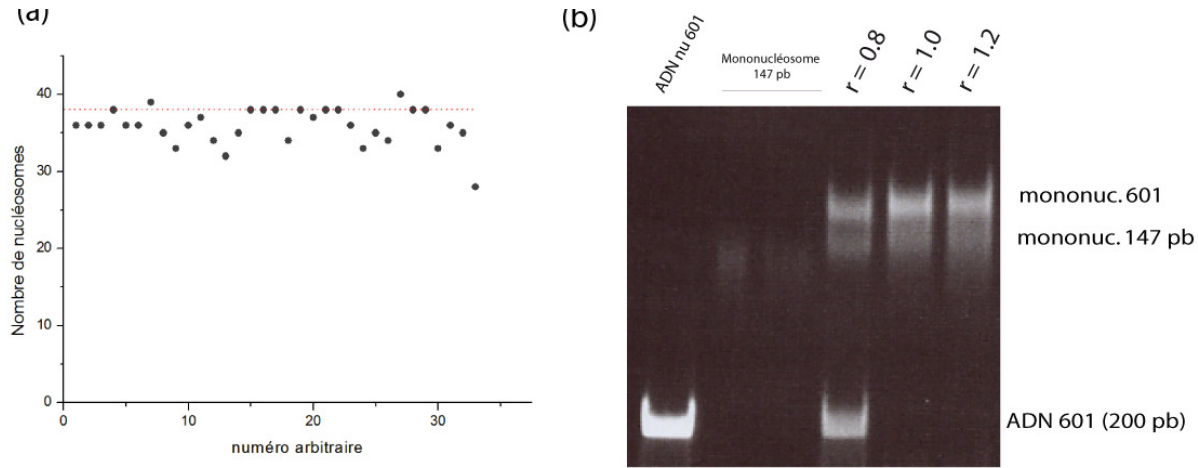 (a)
Nombre de nucléosomes
40
30
20
10
0
0
10
20
30
numéro arbitraire
(b)
ADN nu 601
Mononucléosome
147 pb
r = 0.8
r = 1.0
r = 1.2
mononuc. 601
mononuc. 147 pb
ADN 601 (200 pb)